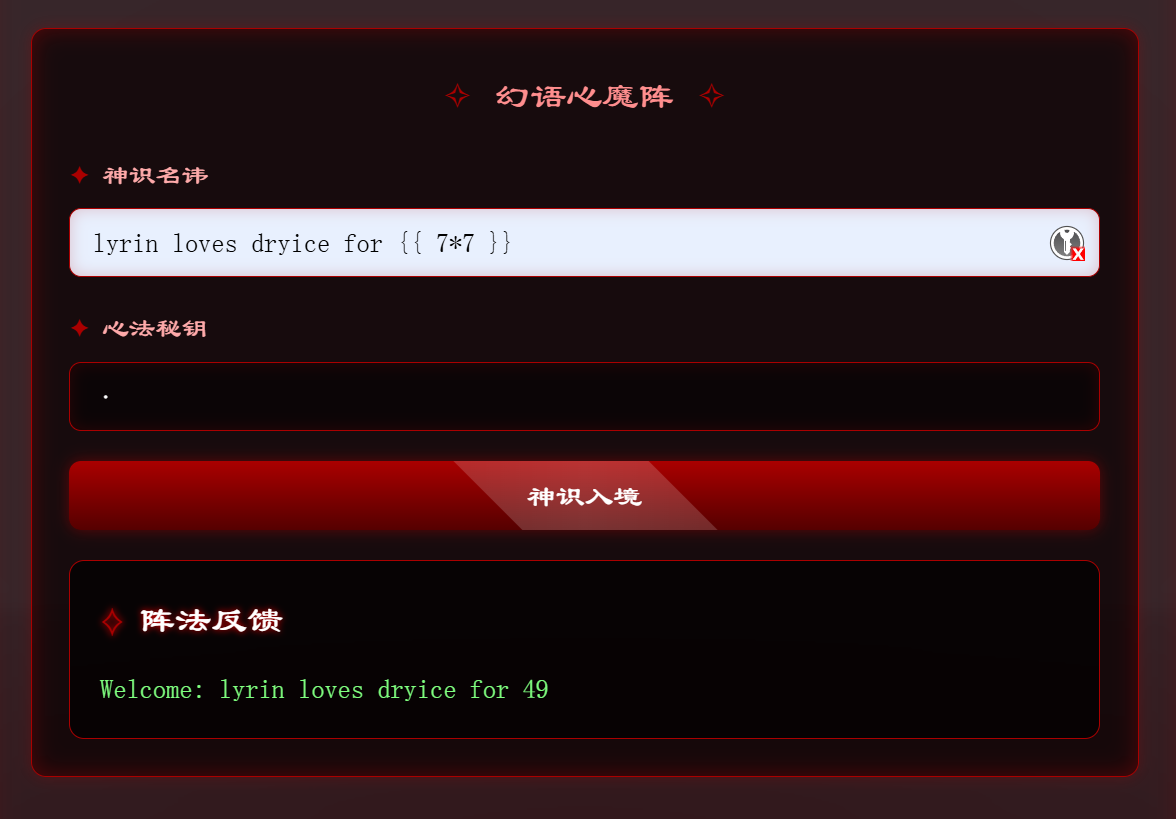 幻语心魔阵
神识名讳
lyrin loves dryice for {{ 7*7 }}
心法秘钥
.
神识入境
阵法反馈
Welcome: lyrin loves dryice for 49